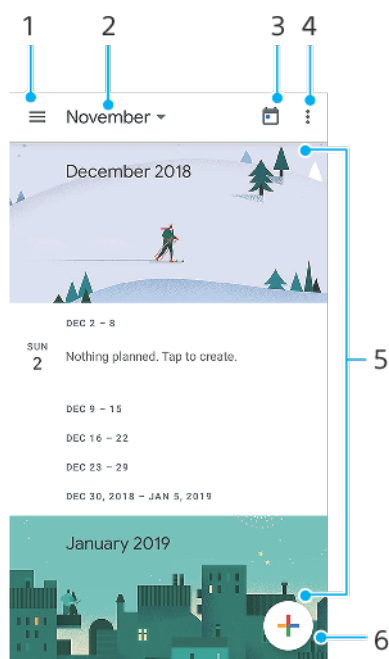 1 2 3 4
November
December 2018
DEC 2 – 8
SUN
2 Nothing planned. Tap to create.
5
DEC 9 – 15
DEC 16 – 22
DEC 23 – 29
DEC 30, 2018 – JAN 5, 2019
January 2019
6